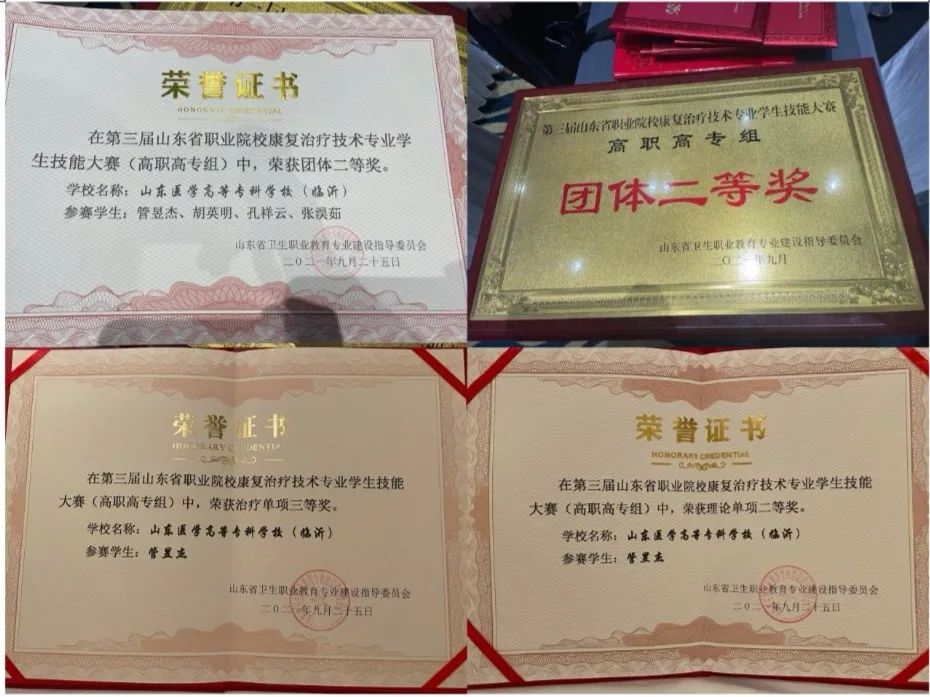 荣誉证书
HONORARY CREDENTIAL
在第三届山东省职业院校康复治疗技术专业学
生技能大赛（高职高专组）中，荣获团体二等奖。
学校名称：山东医学高等专科学校（临沂）
参赛学生：管昱杰、胡英明、孔祥云、张淏茹
山东省卫生职业教育专业建设指导委员会
二〇二一年九月二十五日
第三届山东省职业院校康复治疗技术专业学生技能大赛
高职高专组
团体二等奖
山东省卫生职业教育专业建设指导委员会
二〇二一年九月
荣誉证书
HONORARY CREDENTIAL
在第三届山东省职业院校康复治疗技术专业学生技能
大赛（高职高专组）中，荣获治疗单项三等奖。
学校名称：山东医学高等专科学校（临沂）
参赛学生：管昱杰
山东省卫生职业教育专业建设指导委员会
二〇二一年九月二十五日
荣誉证书
HONORARY CREDENTIAL
在第三届山东省职业院校康复治疗技术专业学生技能
大赛（高职高专组）中，荣获理论单项二等奖。
学校名称：山东医学高等专科学校（临沂）
参赛学生：管昱杰
山东省卫生职业教育专业建设指导委员会
二〇二一年九月二十五日